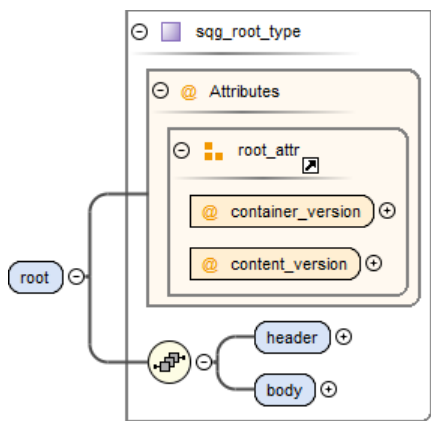 sqg_root_type
@ Attributes
root_attr
@ container_version
@ content_version
root
header
body